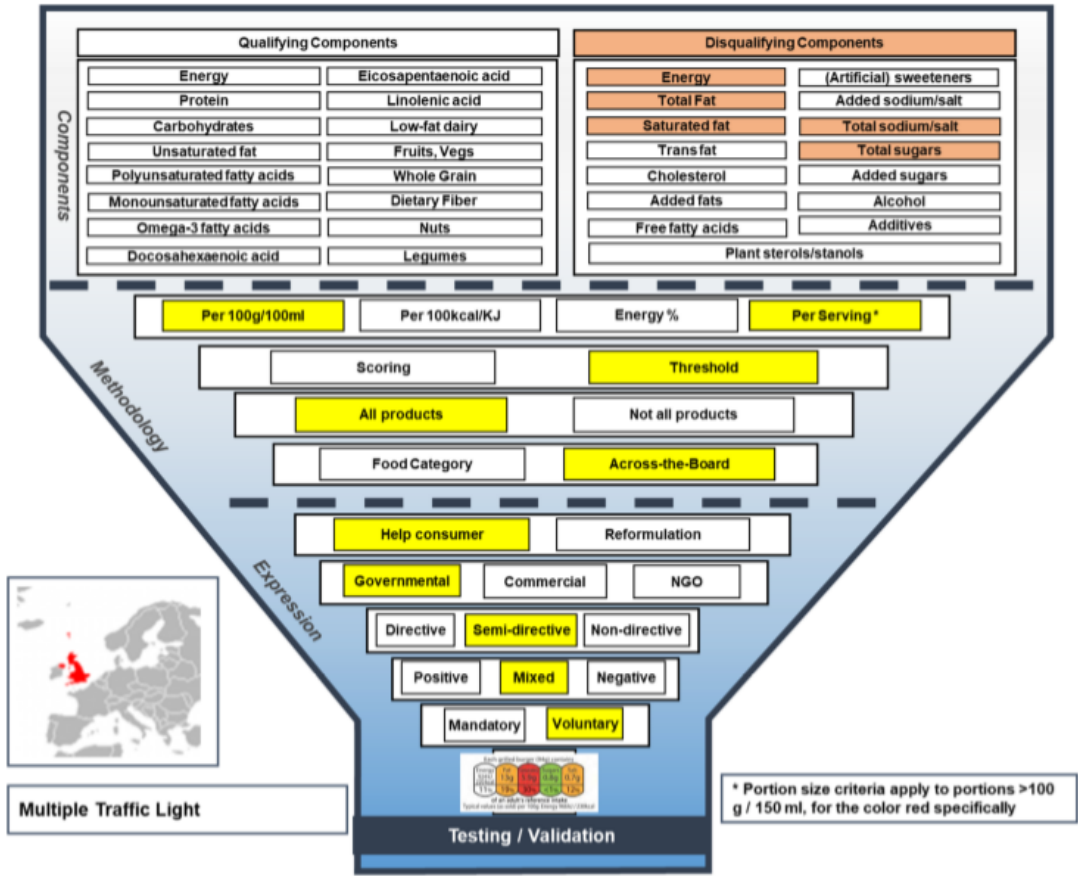 Qualifying Components
Disqualifying Components
Components
Energy
Eicosapentaenoic acid
Protein
Linolenic acid
Carbohydrates
Low-fat dairy
Unsaturated fat
Fruits, Vegs
Polyunsaturated fatty acids
Whole Grain
Monounsaturated fatty acids
Dietary Fiber
Omega-3 fatty acids
Nuts
Docosahexaenoic acid
Legumes
Energy
(Artificial) sweeteners
Total Fat
Added sodium/salt
Saturated fat
Total sodium/salt
Trans fat
Total sugars
Cholesterol
Added sugars
Added fats
Alcohol
Free fatty acids
Additives
Plant sterols/stanols
Methodology
Per 100g/100ml
Per 100kcal/KJ
Energy %
Per Serving *
Scoring
Threshold
All products
Not all products
Food Category
Across-the-Board
Expression
Help consumer
Reformulation
Governmental
Commercial
NGO
Directive
Semi-directive
Non-directive
Positive
Mixed
Negative
Mandatory
Voluntary
of an adult's reference intake
Testing / Validation
Multiple Traffic Light
* Portion size criteria apply to portions >100
g / 150 ml, for the color red specifically